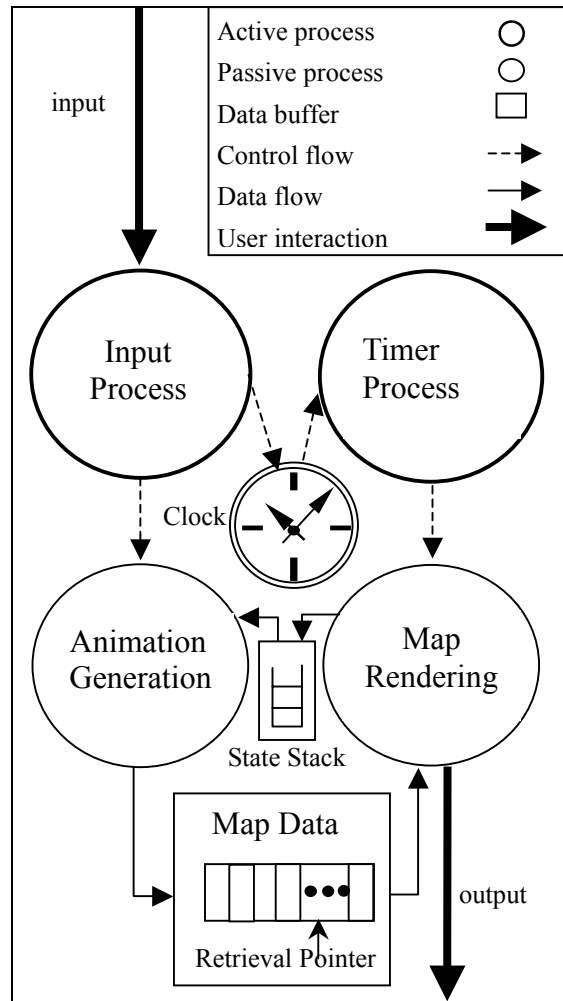 input
Active process
Passive process
Data buffer
Control flow
Data flow
User interaction
Input
Process
Timer
Process
Clock
Animation
Generation
Map
Rendering
State Stack
Map Data
Retrieval Pointer
output